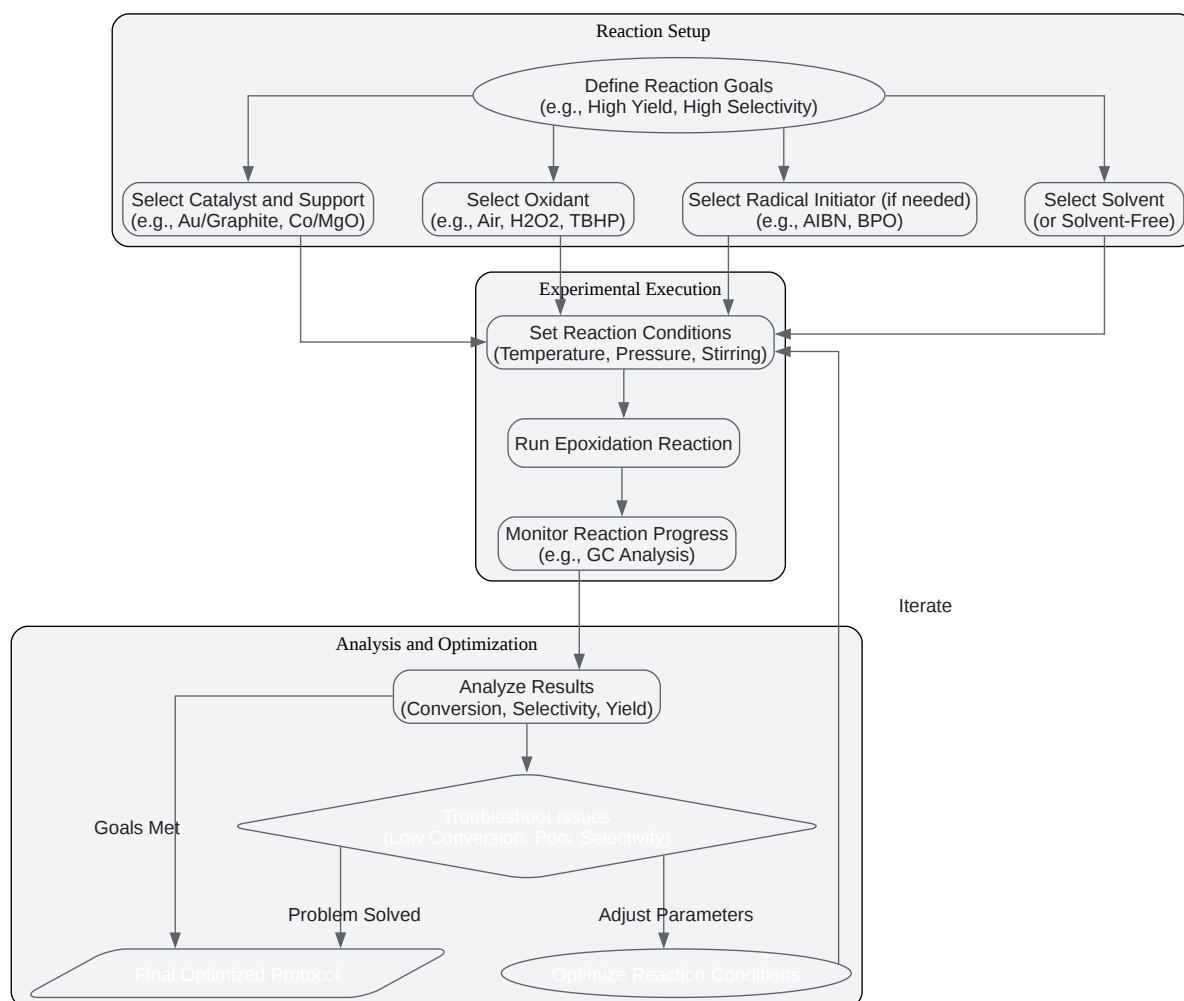 Reaction Setup
Define Reaction Goals
(e.g., High Yield, High Selectivity)
Select Catalyst and Support
(e.g., Au/Graphite, Co/MgO)
Select Oxidant
(e.g., Air, H2O2, TBHP)
Select Radical Initiator (if needed)
(e.g., AIBN, BPO)
Select Solvent
(or Solvent-Free)
Experimental Execution
Set Reaction Conditions
(Temperature, Pressure, Stirring)
Run Epoxidation Reaction
Monitor Reaction Progress
(e.g., GC Analysis)
Iterate
Analysis and Optimization
Analyze Results
(Conversion, Selectivity, Yield)
Troubleshoot Issues
(Low Conversion, Poor Selectivity)
Goals Met
Problem Solved
Adjust Parameters
Final Optimized Protocol
Optimize Reaction Conditions